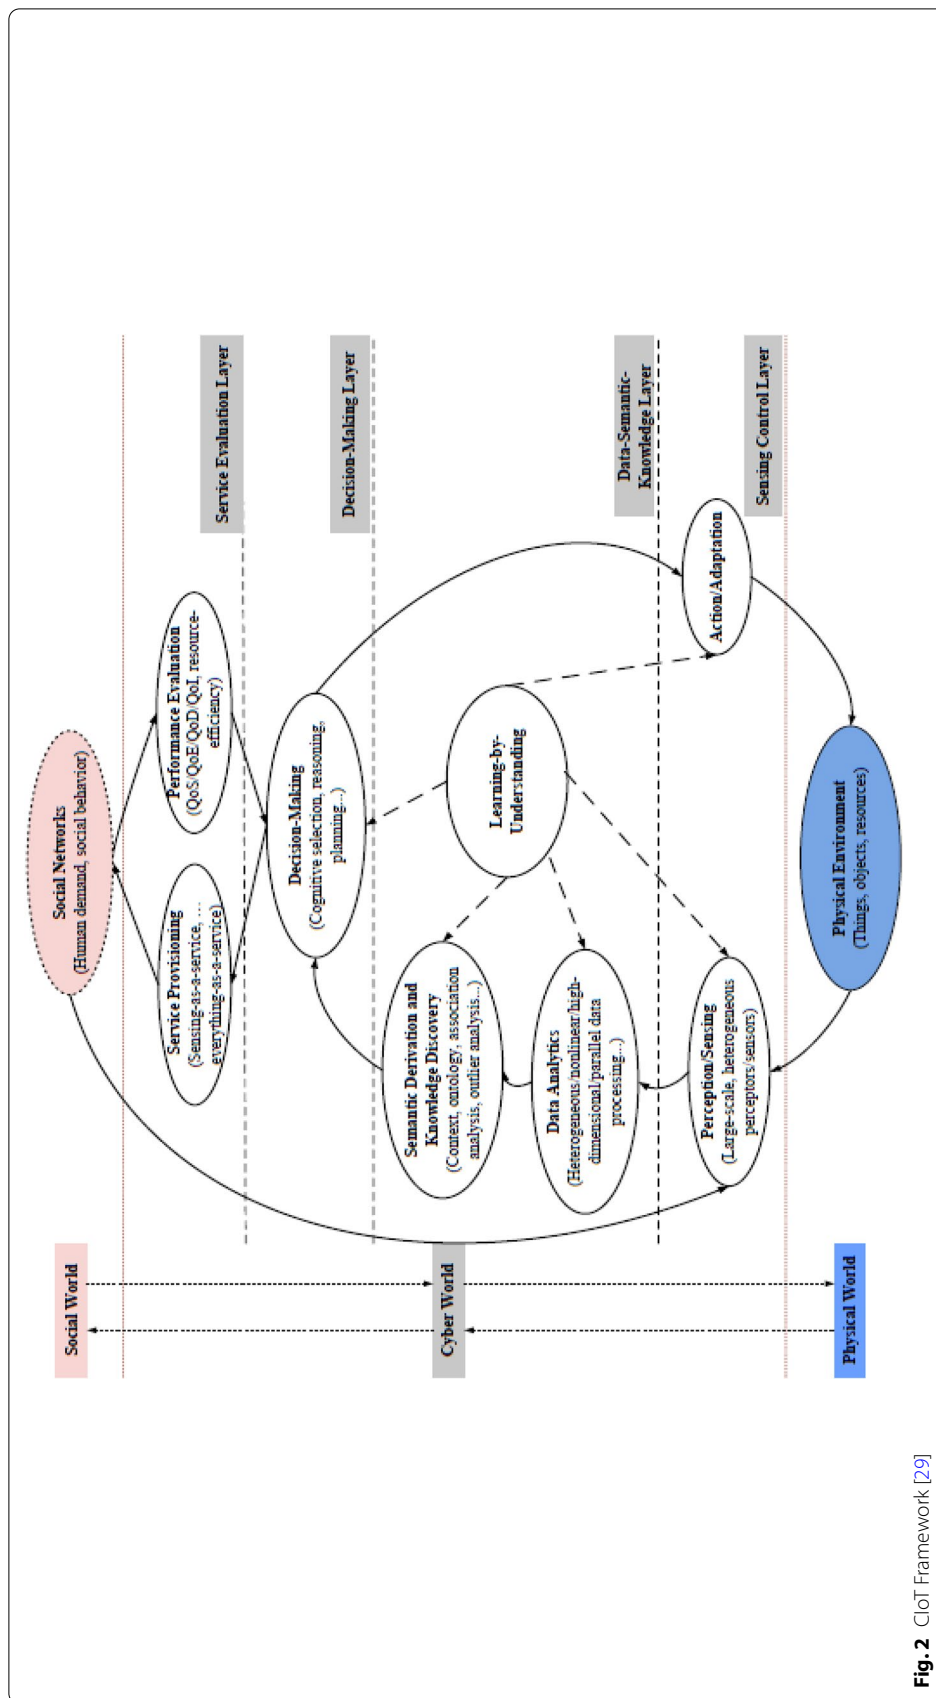 Social World
Social Networks
(Human demand, social behavior)
Service Provisioning
(Sensing-as-a-service, ...
everything-as-a-service)
Performance Evaluation
(QoS/QoE/QoD/QoI, resource-
efficiency)
Service Evaluation Layer
Decision-Making
(Cognitive selection, reasoning,
planning...)
Decision-Making Layer
Cyber World
Semantic Derivation and
Knowledge Discovery
(Context, ontology, association
analysis, outlier analysis...)
Learning-by-
Understanding
Data Analytics
(Heterogeneous/nonlinear/high-
dimensional/parallel data
processing...)
Data-Semantic-
Knowledge Layer
Perception/Sensing
(Large-scale, heterogeneous
perceptors/sensors)
Action/Adaptation
Sensing Control Layer
Physical World
Physical Environment
(Things, objects, resources)
Fig. 2 CIoT Framework [29]